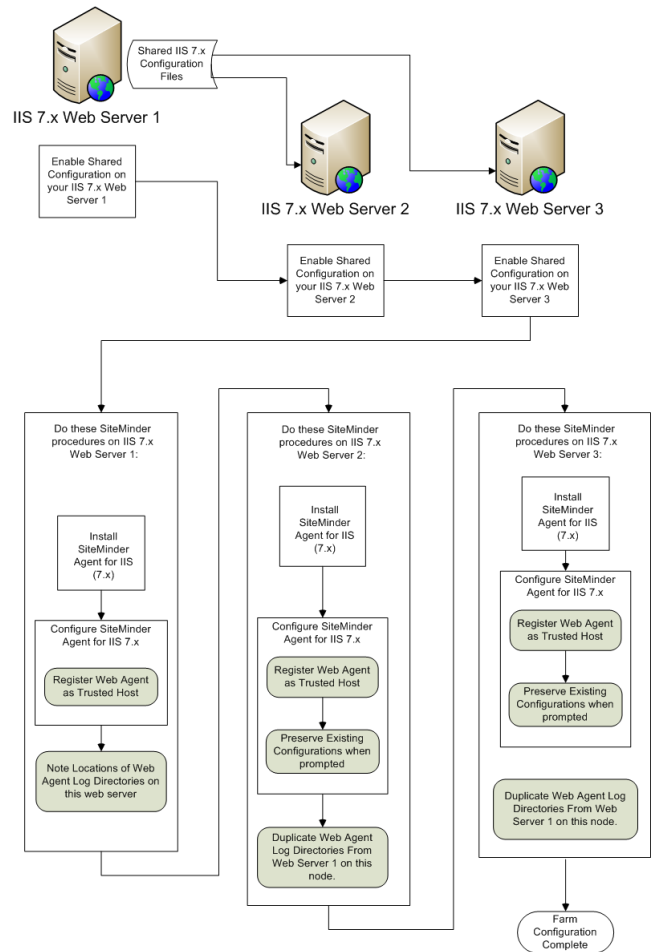 Shared IIS 7.x
Configuration
Files
IIS 7.x Web Server 1
IIS 7.x Web Server 2
IIS 7.x Web Server 3
Enable Shared
Configuration on
your IIS 7.x Web
Server 1
Enable Shared
Configuration on
your IIS 7.x Web
Server 2
Enable Shared
Configuration on
your IIS 7.x Web
Server 3
Do these SiteMinder
procedures on IIS 7.x
Web Server 1:
Install
SiteMinder
Agent for IIS
(7.x)
Configure SiteMinder
Agent for IIS 7.x
Register Web Agent
as Trusted Host
Note Locations of Web
Agent Log Directories on
this web server
Do these SiteMinder
procedures on IIS 7.x
Web Server 2:
Install
SiteMinder
Agent for IIS
(7.x)
Configure SiteMinder
Agent for IIS 7.x
Register Web Agent
as Trusted Host
Preserve Existing
Configurations when
prompted
Duplicate Web Agent
Log Directories From
Web Server 1 on this
node.
Do these SiteMinder
procedures on IIS 7.x
Web Server 3:
Install
SiteMinder
Agent for IIS
(7.x)
Configure SiteMinder
Agent for IIS 7.x
Register Web Agent
as Trusted Host
Preserve Existing
Configurations when
prompted
Duplicate Web Agent Log
Directories From Web
Server 1 on this node.
Farm
Configuration
Complete